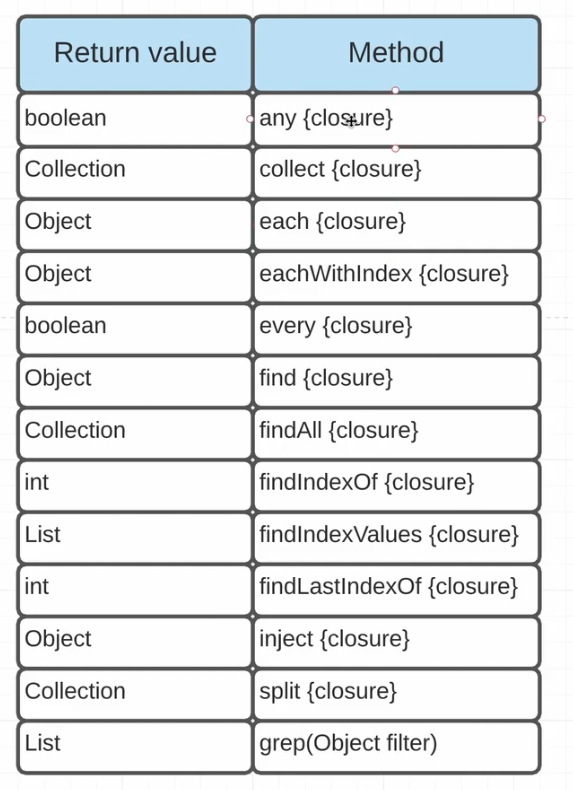 Return value Method
boolean any {closure}
Collection collect {closure}
Object each {closure}
Object eachWithIndex {closure}
boolean every {closure}
Object find {closure}
Collection findAll {closure}
int findIndexOf {closure}
List findIndexValues {closure}
int findLastIndexOf {closure}
Object inject {closure}
Collection split {closure}
List grep(Object filter)